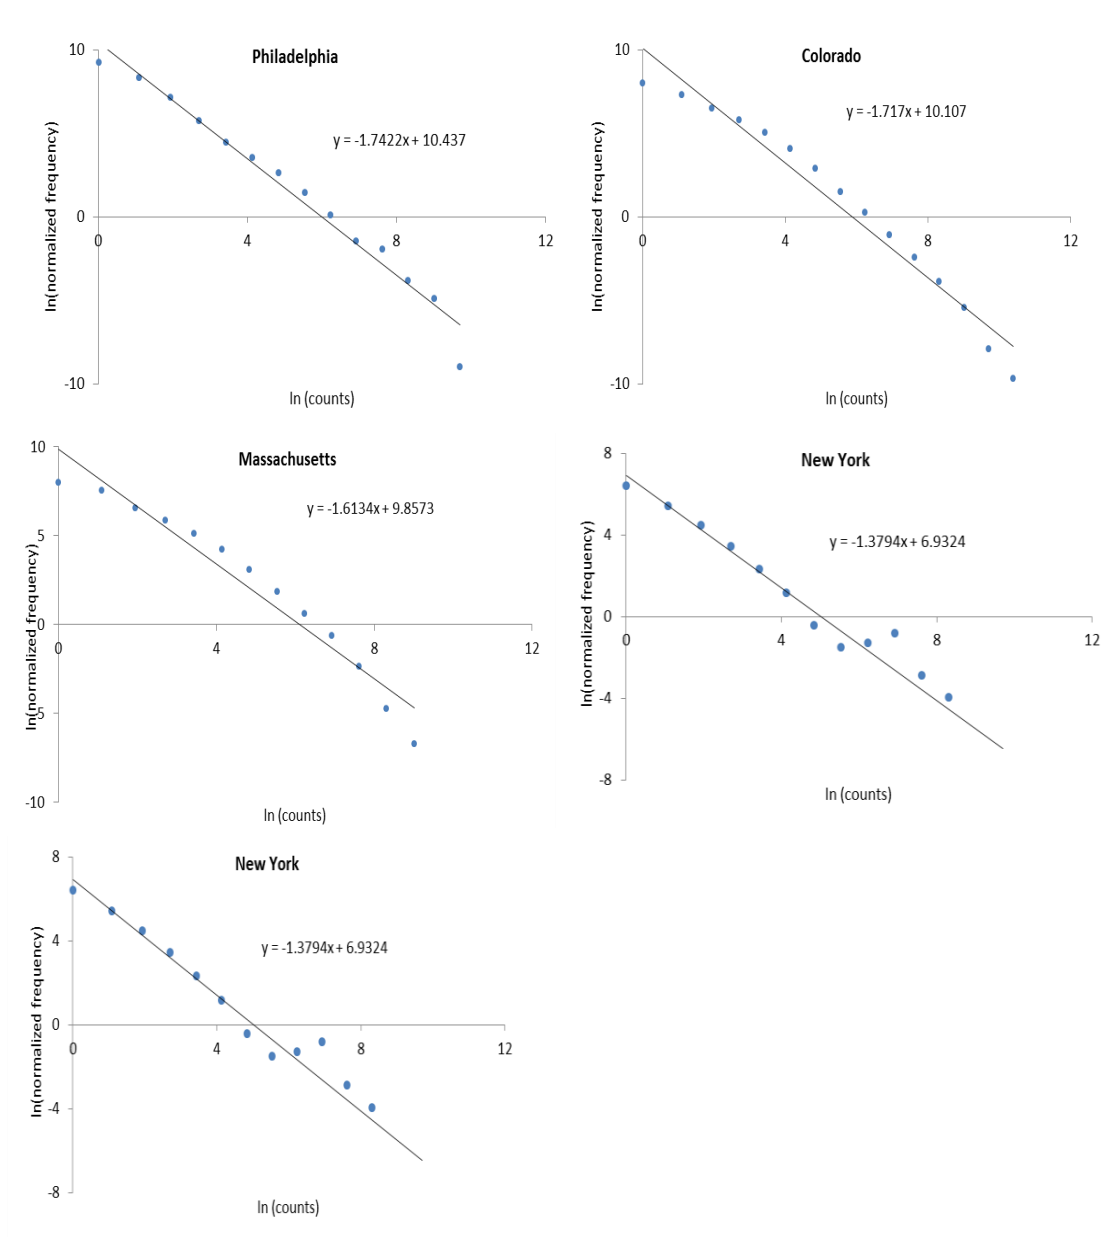 Philadelphia
10
0
-10
0
4
8
12
y = -1.7422x + 10.437
ln(normalized frequency)
ln (counts)
Colorado
10
0
-10
0
4
8
12
y = -1.717x + 10.107
ln(normalized frequency)
ln (counts)
Massachusetts
10
5
0
-5
-10
0
4
8
12
y = -1.6134x + 9.8573
ln(normalized frequency)
ln (counts)
New York
8
4
0
-4
-8
0
4
8
12
y = -1.3794x + 6.9324
ln(normalized frequency)
ln (counts)
New York
8
4
0
-4
-8
0
4
8
12
y = -1.3794x + 6.9324
ln(normalized frequency)
ln (counts)